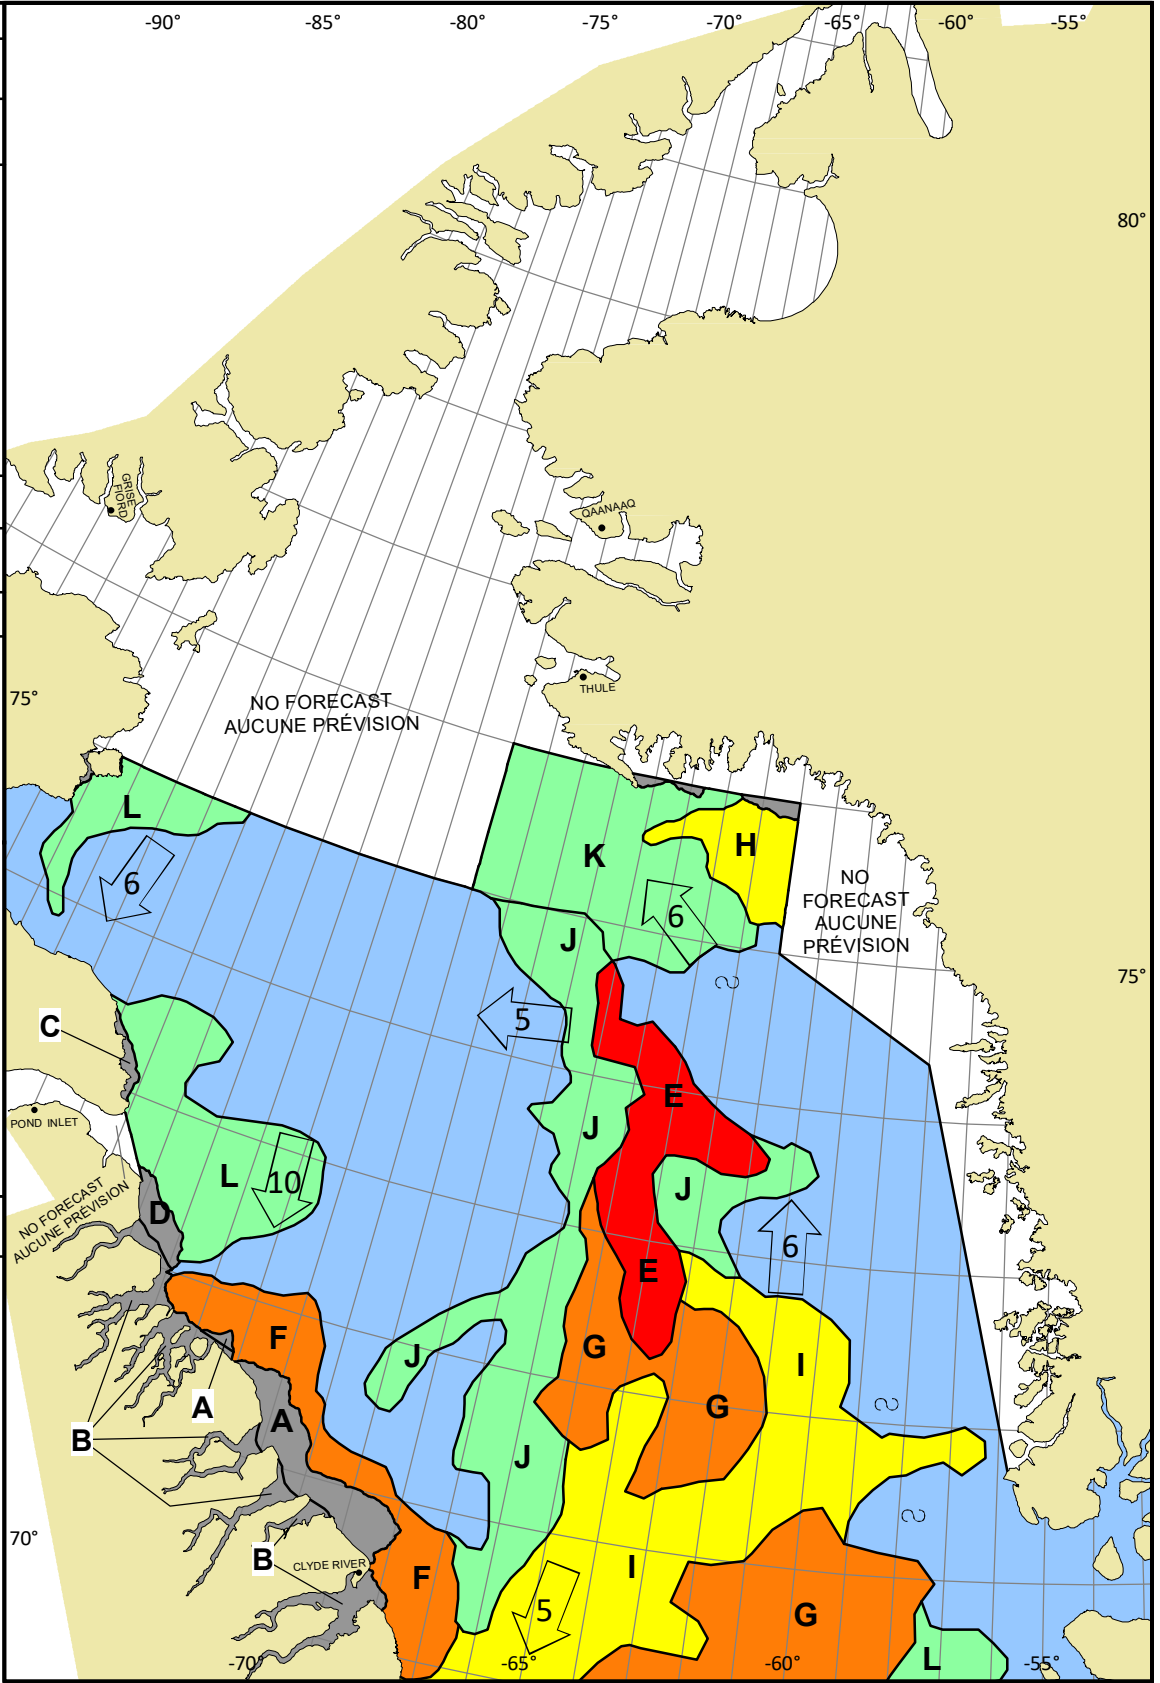 -90° -85° -80° -75° -70° -65° -60° -55°
80°
GRISE
FIORD
QAANAAQ
THULE
75°
NO FORECAST
AUCUNE PRÉVISION
L
6
K
H
6
NO
FORECAST
AUCUNE
PRÉVISION
J
75°
C
5
E
POND INLET
J
L
10
J
D
NO FORECAST
AUCUNE PRÉVISION
6
E
F
G
J
I
A
G
A
B
J
70°
B
CLYDE RIVER
F
I
5
G
L
-70° -65° -60° -55°